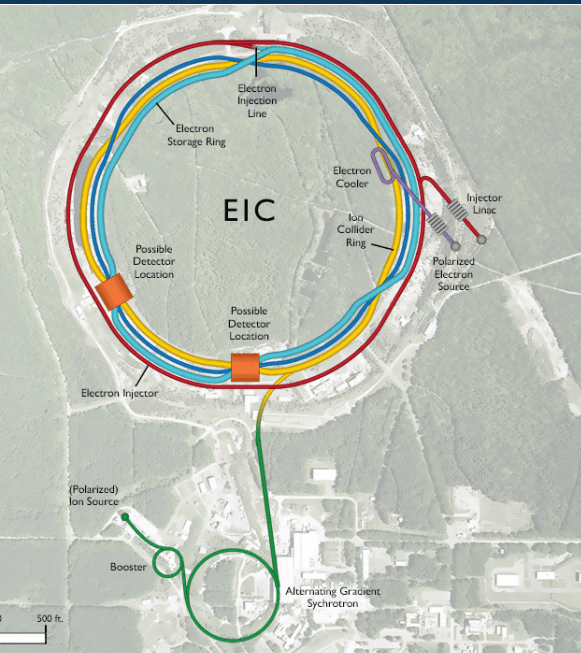 Electron
Injection
Line
Electron
Storage Ring
Electron
Cooler
EIC
Injector
Linac
Ion
Collider
Ring
Possible
Detector
Location
Polarized
Electron
Source
Possible
Detector
Location
Electron Injector
(Polarized)
Ion Source
Booster
Alternating Gradient
Sychrotron
0
500 ft.